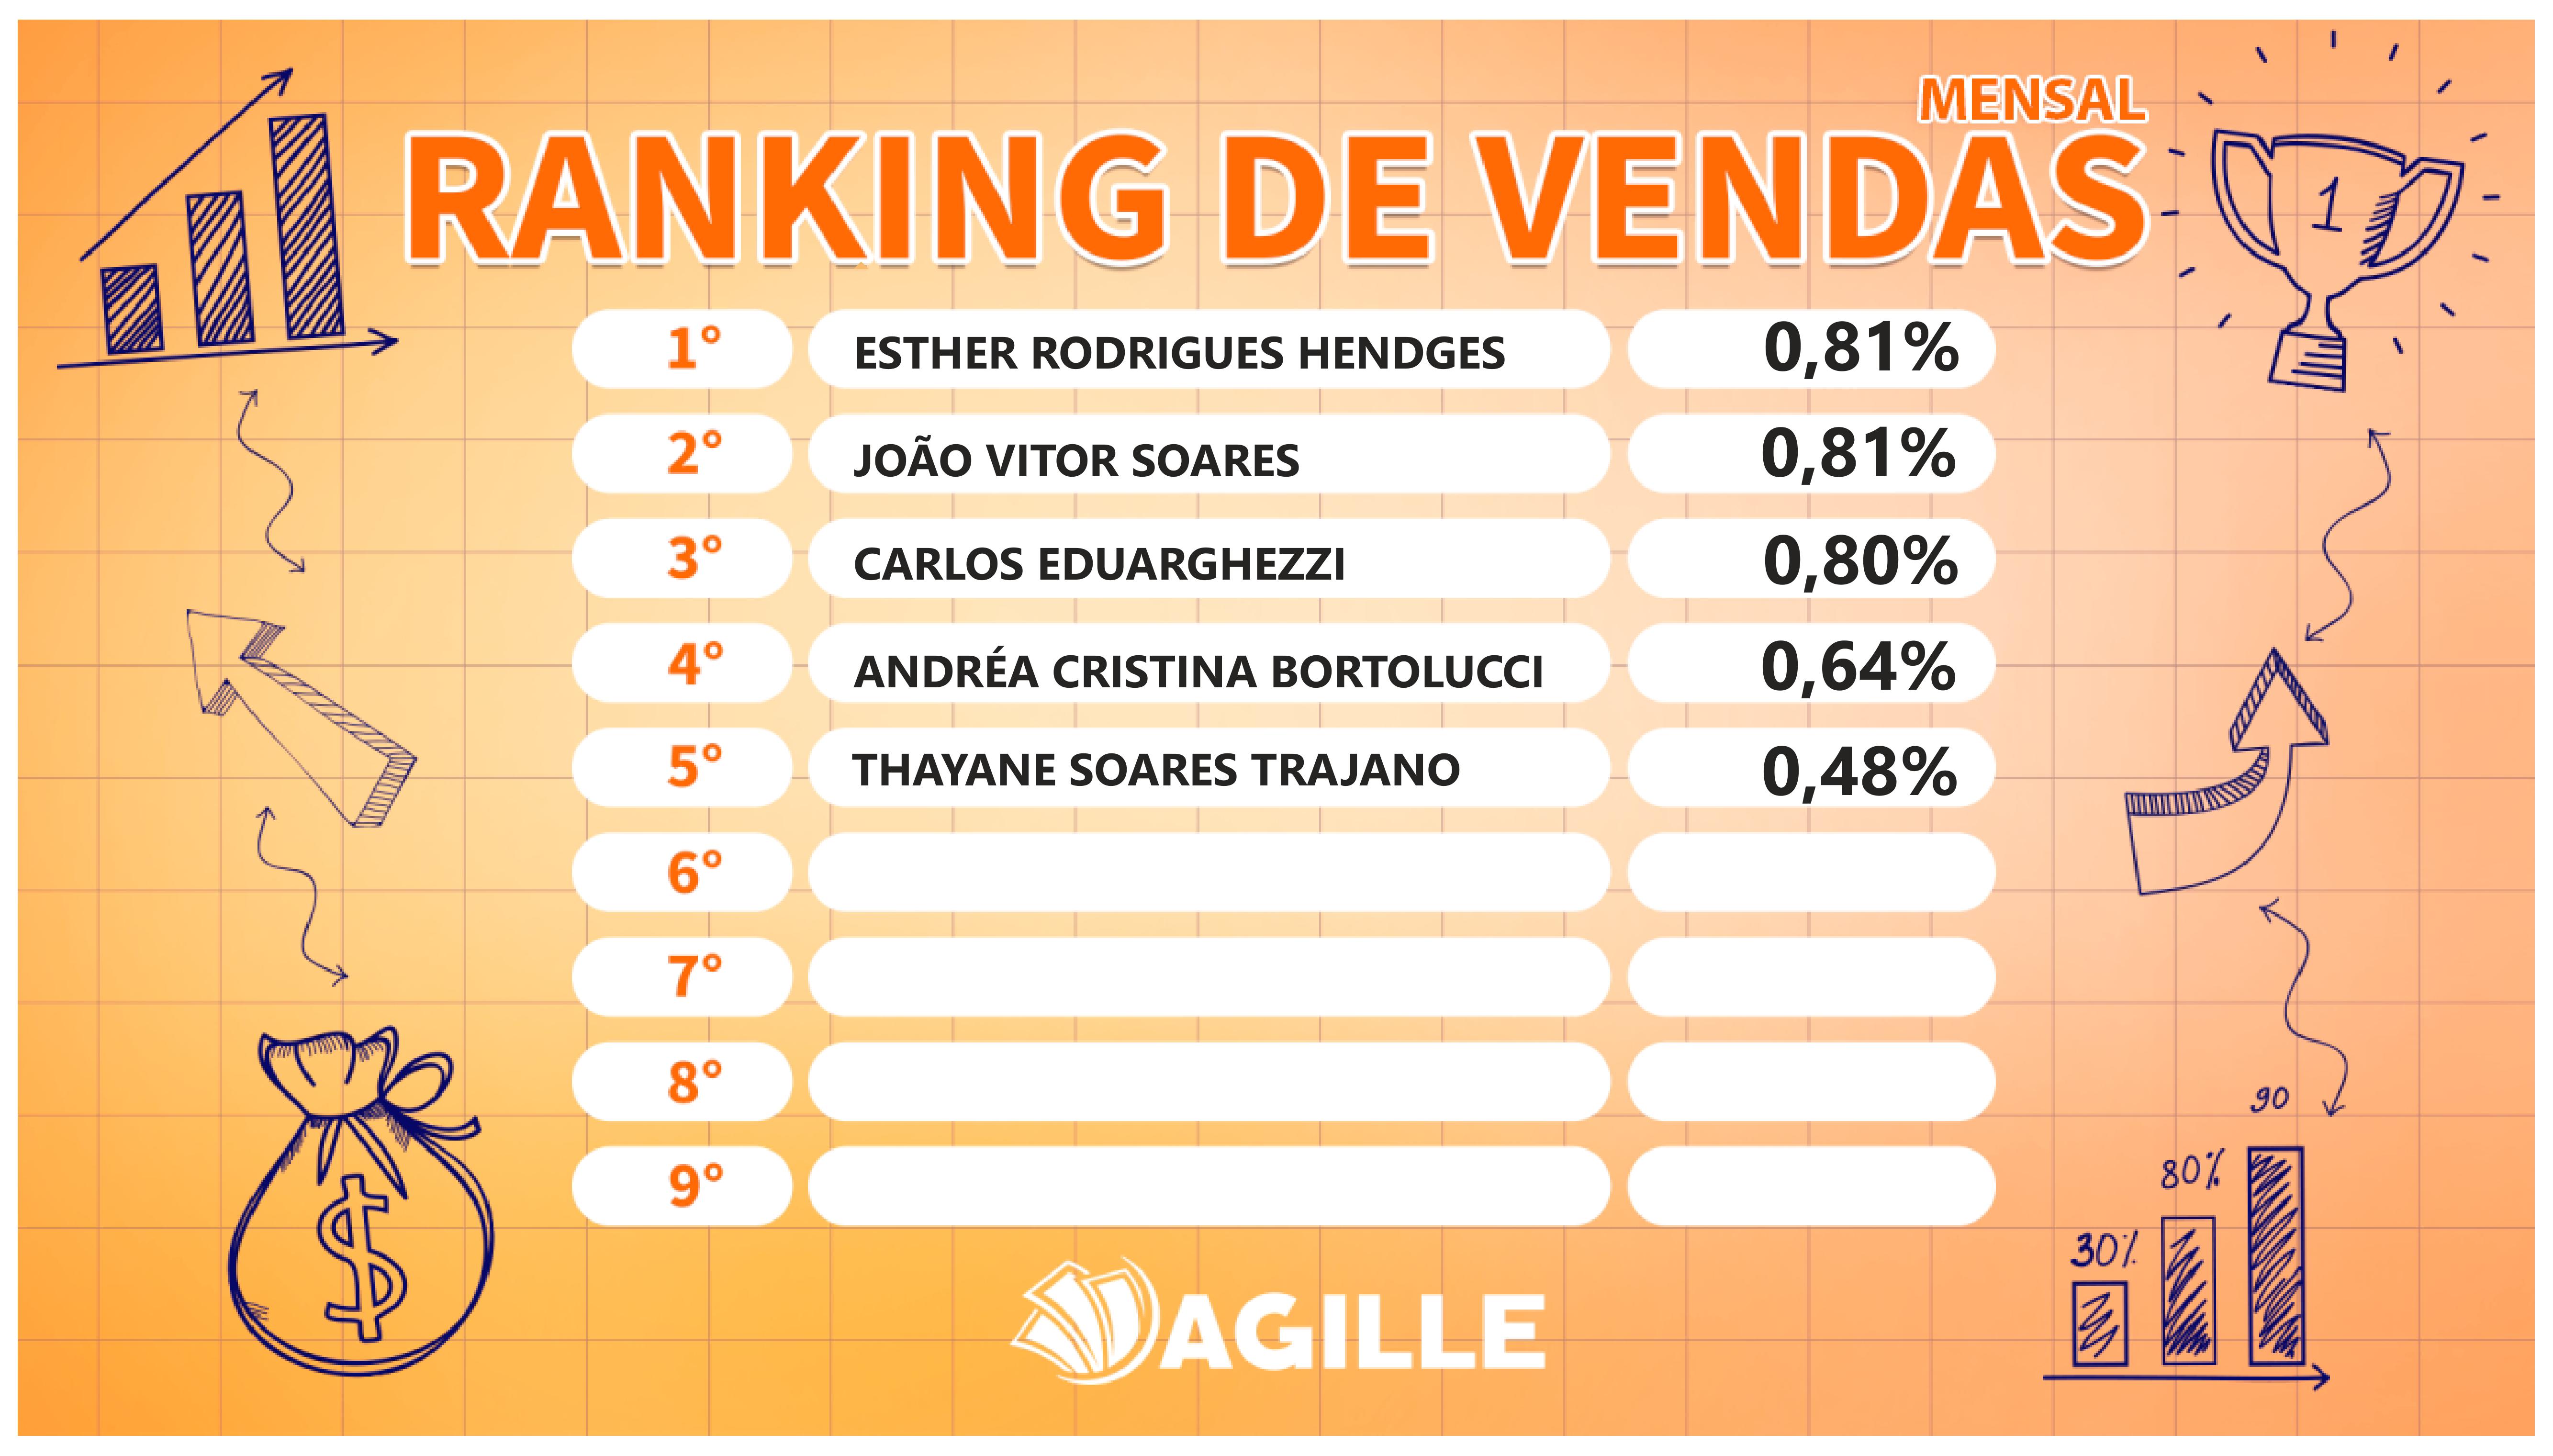 MENSAL
RANKING DE VENDAS
1
1° ESTHER RODRIGUES HENDGES 0,81%
2° JOÃO VITOR SOARES 0,81%
3° CARLOS EDUARGHEZZI 0,80%
4° ANDRÉA CRISTINA BORTOLUCCI 0,64%
5° THAYANE SOARES TRAJANO 0,48%
6°
7°
8°
9°
$
30%
80%
90
AGILLE